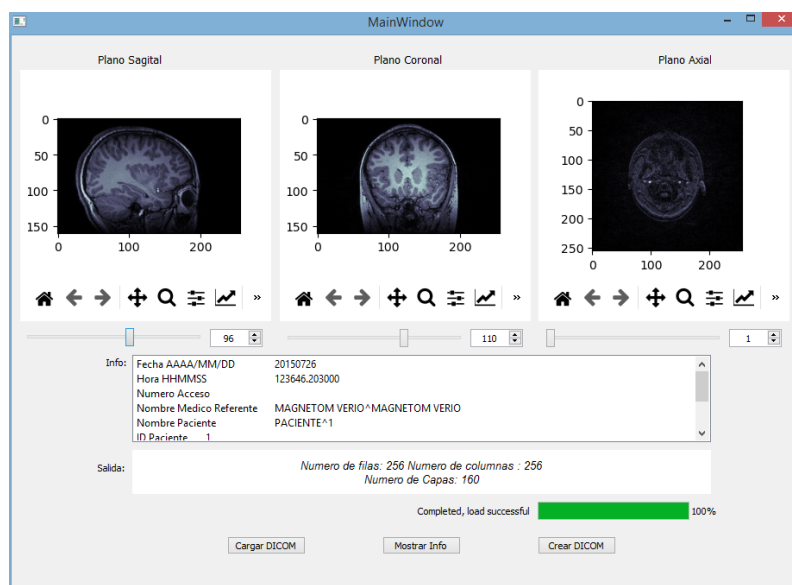 MainWindow
Plano Sagital
Plano Coronal
Plano Axial
0
50
100
150
0 100 200
0
50
100
150
0 100 200
0
50
100
150
200
250
0 100 200
»
»
»
96
110
1
Info:
Fecha AAAA/MM/DD 20150726
Hora HHMMSS 123646.203000
Numero Acceso
Nombre Medico Referente MAGNETOM VERIO^MAGNETOM VERIO
Nombre Paciente PACIENTE^1
ID Paciente 1
Salida:
Numero de filas: 256 Numero de columnas : 256
Numero de Capas: 160
Completed, load successful 100%
Cargar DICOM
Mostrar Info
Crear DICOM